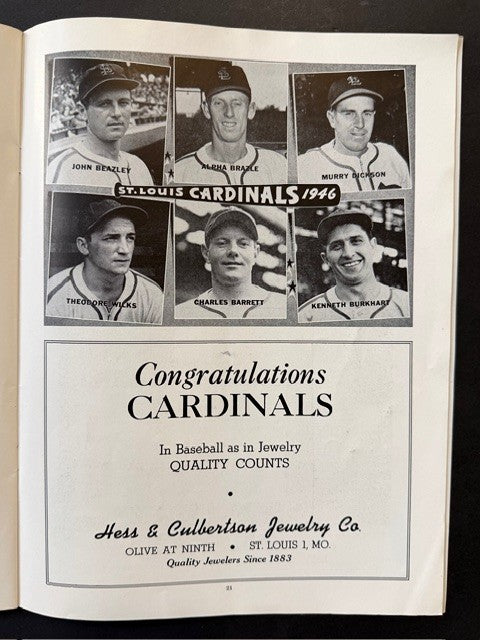 JOHN BEAZLEY
ALPHA BRAZLE
MURRY DICKSON
ST. LOUIS CARDINALS 1946
THEODORE WILKS
CHARLES BARRETT
KENNETH BURKHART
Congratulations
CARDINALS
In Baseball as in Jewelry
QUALITY COUNTS
•
Hess & Culbertson Jewelry Co.
OLIVE AT NINTH • ST. LOUIS 1, MO.
Quality Jewelers Since 1883